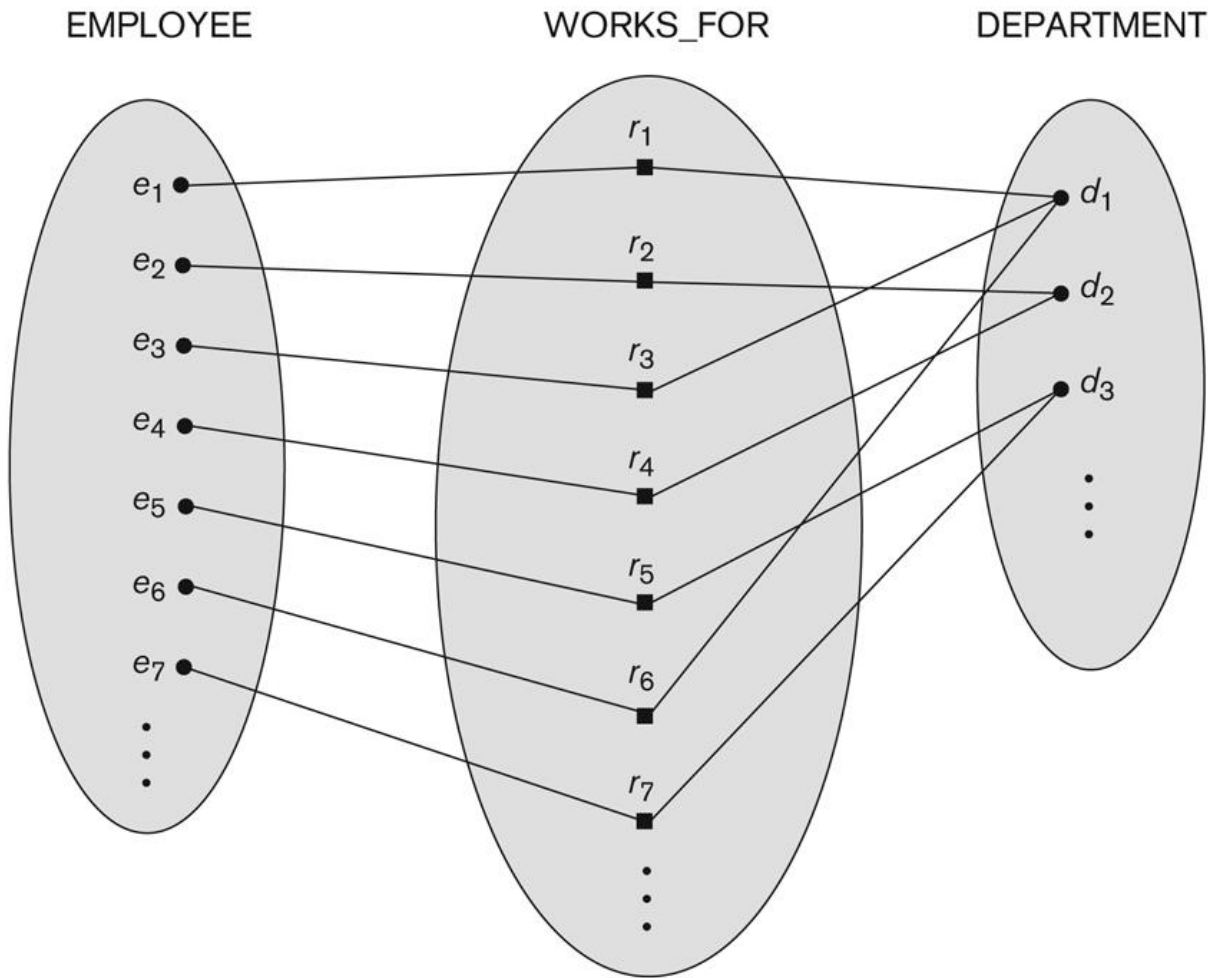 EMPLOYEE WORKS_FOR DEPARTMENT
r₁
e₁
d₁
r₂
e₂
d₂
e₃
r₃
d₃
e₄
r₄
e₅
r₅
e₆
r₆
e₇
r₇